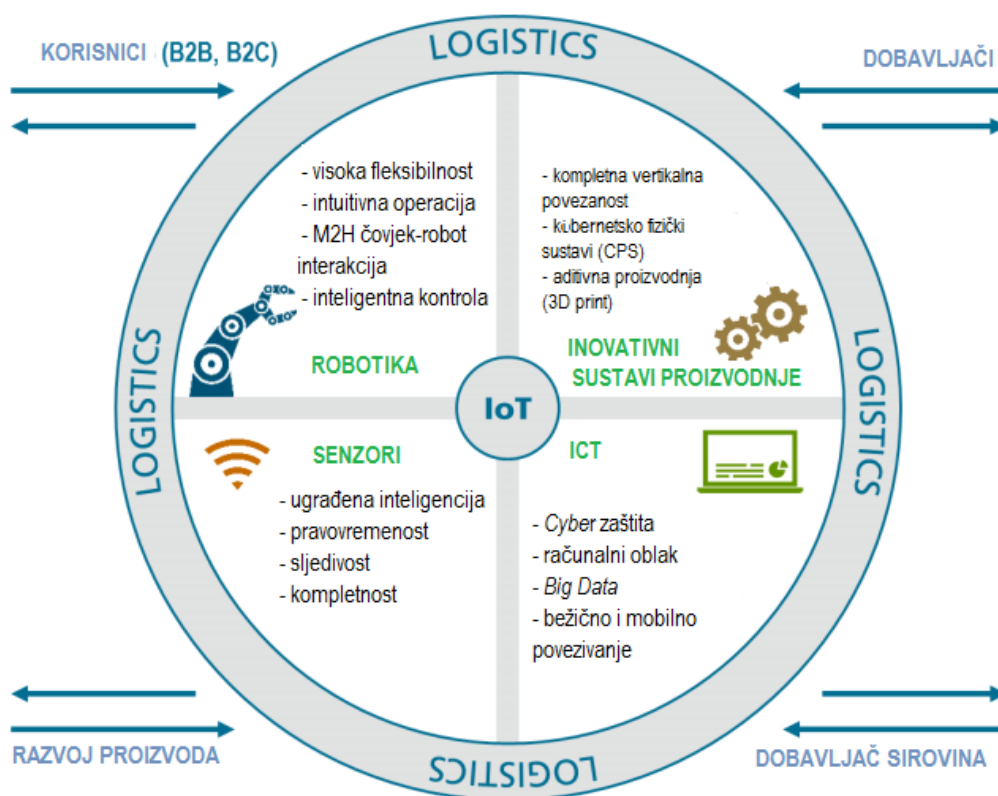 LOGISTICS
KORISNICI (B2B, B2C)
DOBAVLJAČI
- visoka fleksibilnost
- intuitivna operacija
- M2H čovjek-robot
interakcija
- inteligentna kontrola
ROBOTIKA
- kompletna vertikalna
povezanost
- kübernetsko fizički
sustavi (CPS)
- aditivna proizvodnja
(3D print)
INOVATIVNI
SUSTAVI PROIZVODNJE
LOGISTICS
LOGISTICS
IoT
SENZORI
- ugrađena inteligencija
- pravovremenost
- sljedivost
- kompletnost
ICT
- Cyber zaštita
- računalni oblak
- Big Data
- bežično i mobilno
povezivanje
RAZVOJ PROIZVODA
DOBAVLJAČ SIROVINA
LOGISTICS